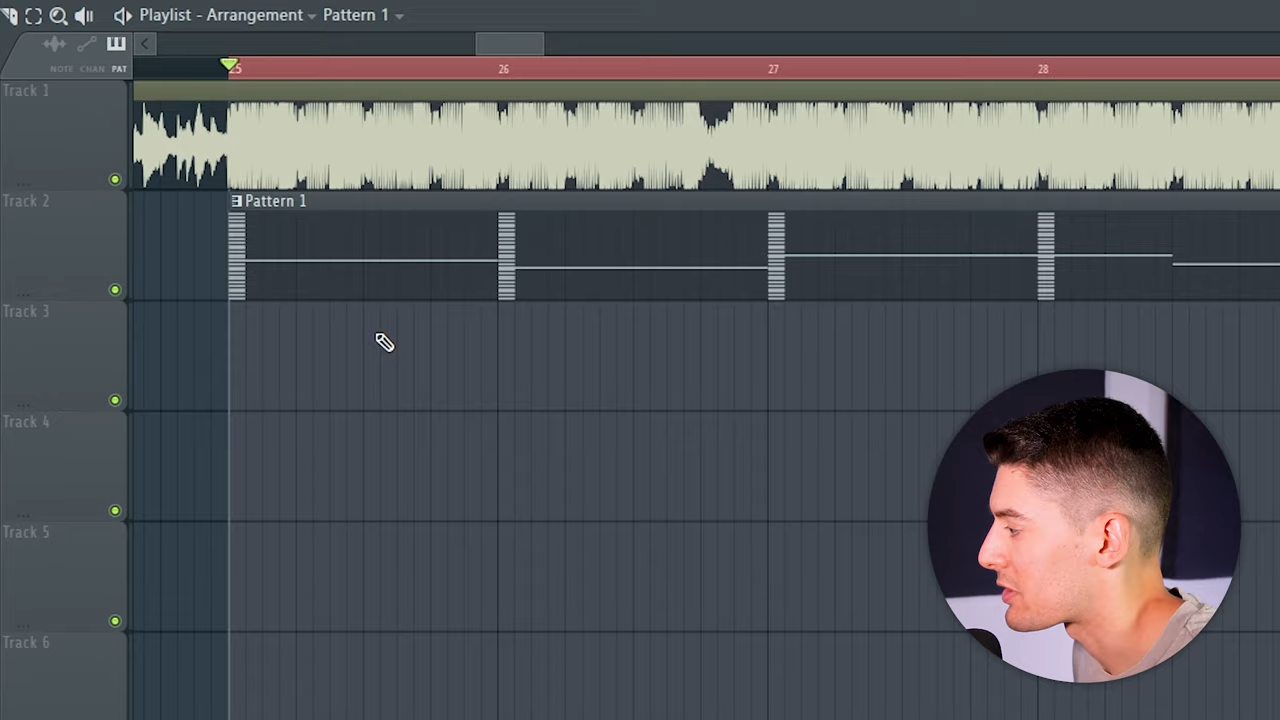 Playlist - Arrangement Pattern 1
NOTE CHAN PAT
25 26 27 28
Track 1
Track 2
Pattern 1
Track 3
Track 4
Track 5
Track 6